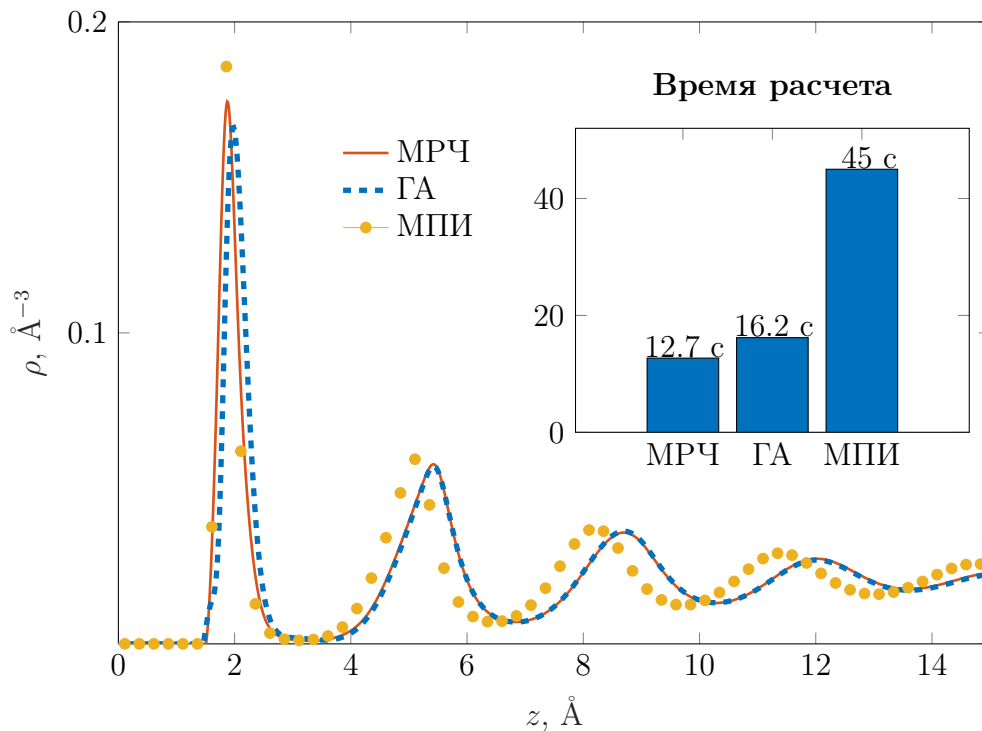 0.2
0.1
ρ, Å⁻³
МРЧ
ГА
МПИ
Время расчета
40
20
0
12.7 с
16.2 с
45 с
МРЧ ГА МПИ
0 2 4 6 8 10 12 14
z, Å